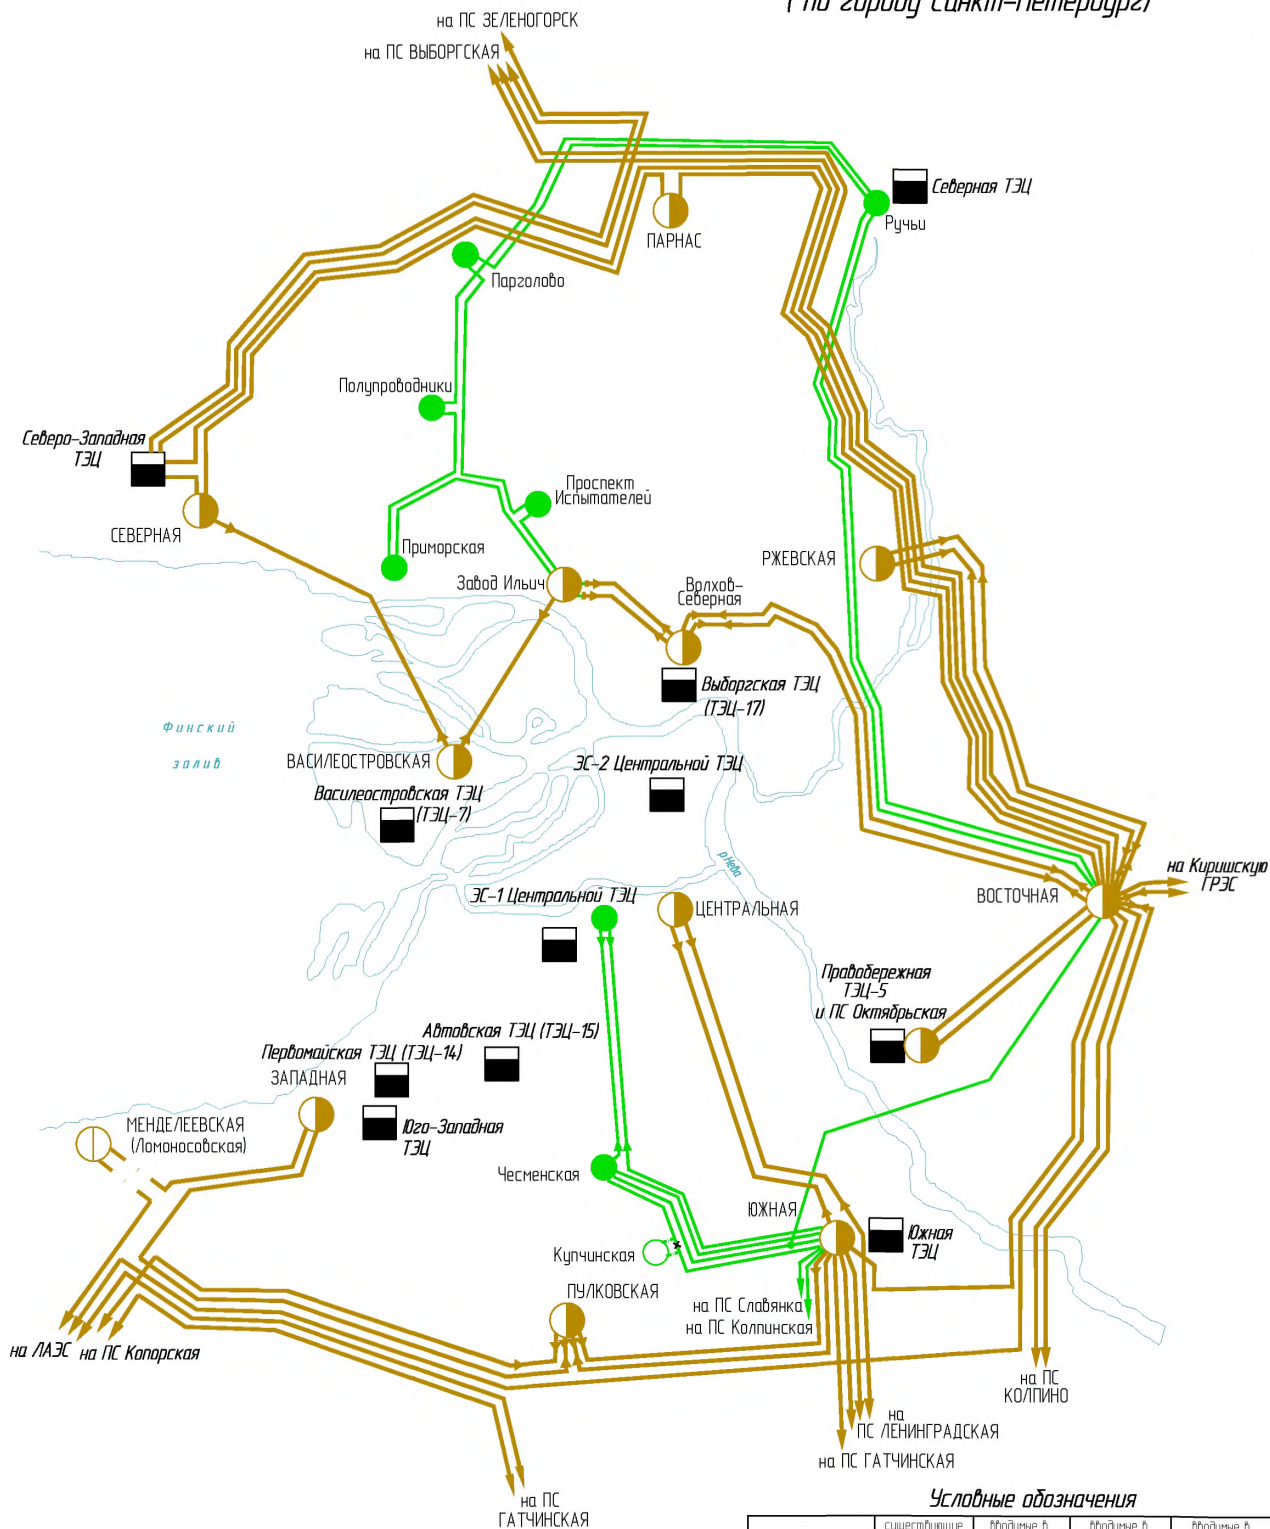 (по городу Санкт-Петербург)
на ПС ЗЕЛЕНОГОРСК
на ПС ВЫБОРГСКАЯ
Северная ТЭЦ
Ручьи
ПАРНАС
Парголово
Полупроводники
Северо-Западная
ТЭЦ
Проспект
Испытателей
СЕВЕРНАЯ
Приморская
РЖЕВСКАЯ
Завод Ильич
Волхов-
Северная
Выборгская ТЭЦ
(ТЭЦ-17)
Финский
залив
ВАСИЛЕОСТРОВСКАЯ
ЭС-2 Центральной ТЭЦ
Василеостровская ТЭЦ
(ТЭЦ-7)
р.Нева
на Киришскую
ГРЭС
ВОСТОЧНАЯ
ЭС-1 Центральной ТЭЦ
ЦЕНТРАЛЬНАЯ
Правобережная
ТЭЦ-5
и ПС Октябрьская
Автовская ТЭЦ (ТЭЦ-15)
Первомайская ТЭЦ (ТЭЦ-14)
ЗАПАДНАЯ
МЕНДЕЛЕЕВСКАЯ
(Ломоносовская)
Юго-Западная
ТЭЦ
Чесменская
ЮЖНАЯ
Южная
ТЭЦ
Купчинская
ПУЛКОВСКАЯ
на ПС Славянка
на ПС Колпинская
на ЛАЭС
на ПС Копорская
на ПС
КОЛПИНО
на
ПС ЛЕНИНГРАДСКАЯ
на ПС ГАТЧИНСКАЯ
на ПС
ГАТЧИНСКАЯ
Условные обозначения
существующие вводимые в вводимые в вводимые в